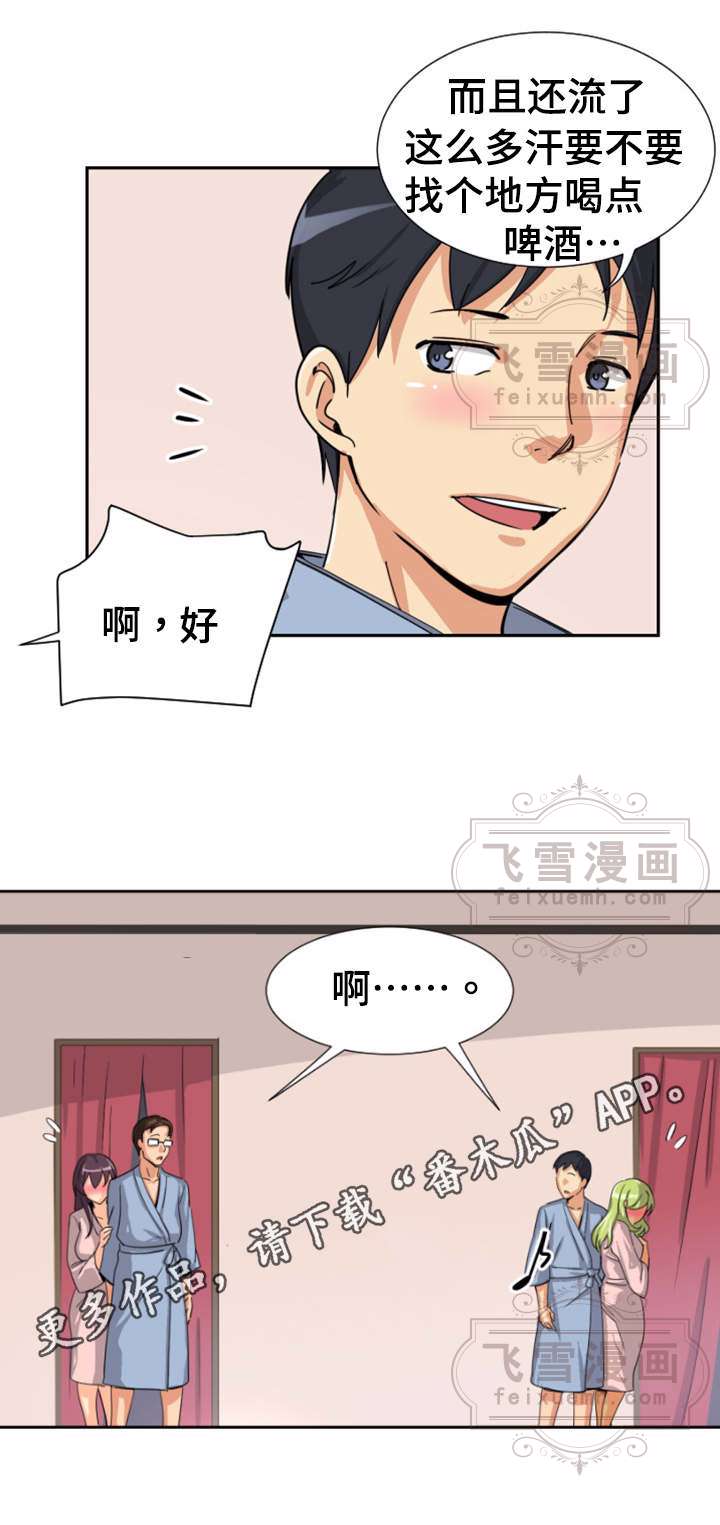 而且还流了
这么多汗要不要
找个地方喝点
啤酒…
飞雪漫画
feixuemh.com
啊，好
飞雪漫画
feixuemh.com
啊……。
更多作品，请下载“番木瓜”APP。
飞雪漫画
feixuemh.com